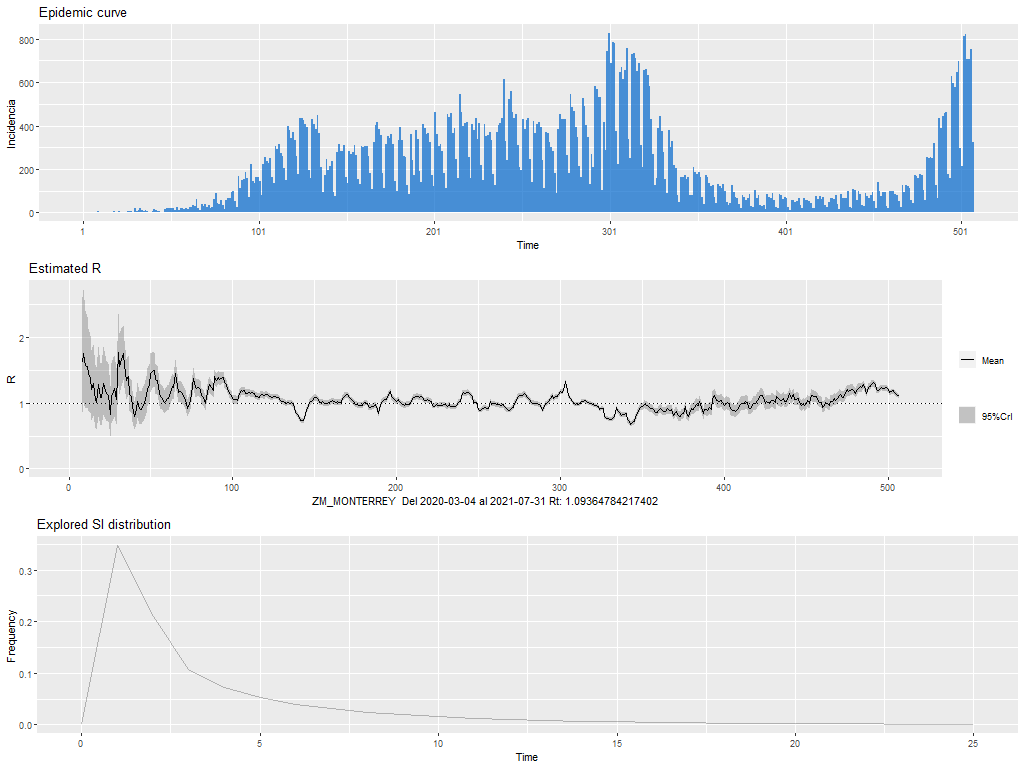 Epidemic curve
800
600
400
200
0
Incidencia
1
101
201
301
401
501
Time
Estimated R
2
1
0
R
0
100
200
300
400
500
ZM_MONTERREY Del 2020-03-04 al 2021-07-31 Rt: 1.09364784217402
Mean
95%CrI
Explored SI distribution
0.3
0.2
0.1
0.0
Frequency
0
5
10
15
20
25
Time